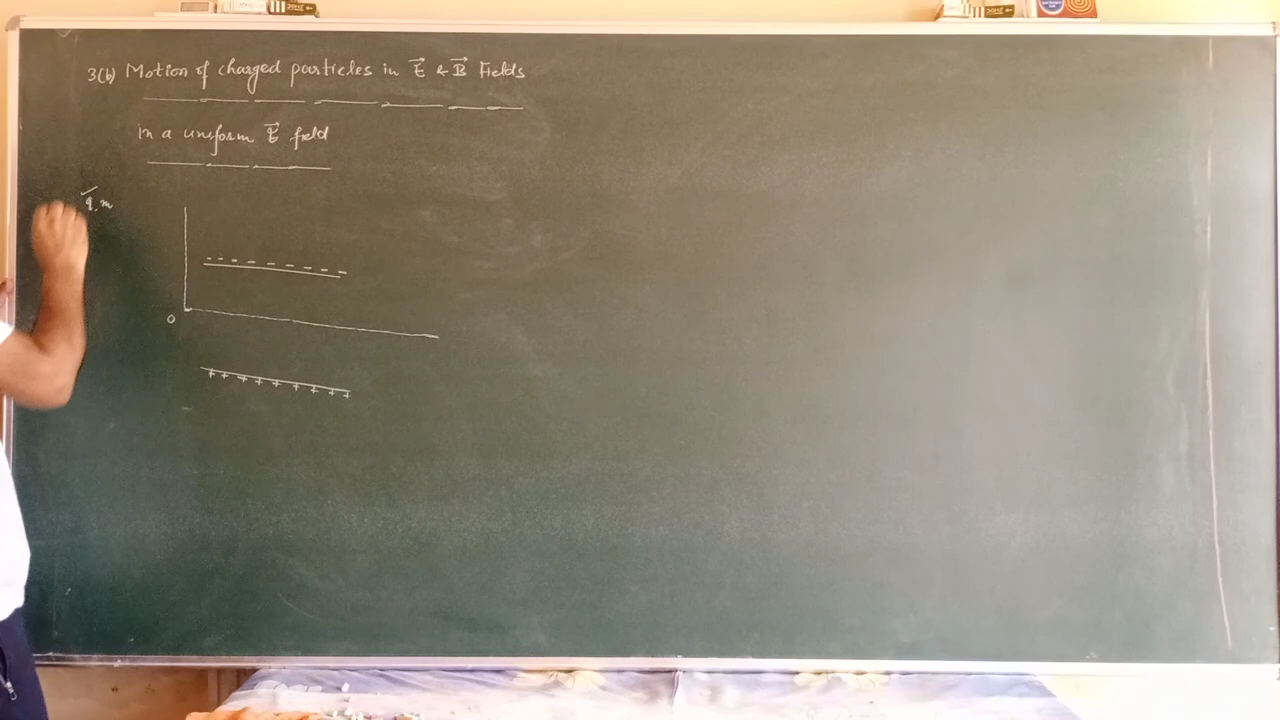 3(b) Motion of charged particles in E⃗ & B⃗ Fields
in a uniform E⃗ field
q, m
- - - - - - - - -
O
+ + + + + + + + +